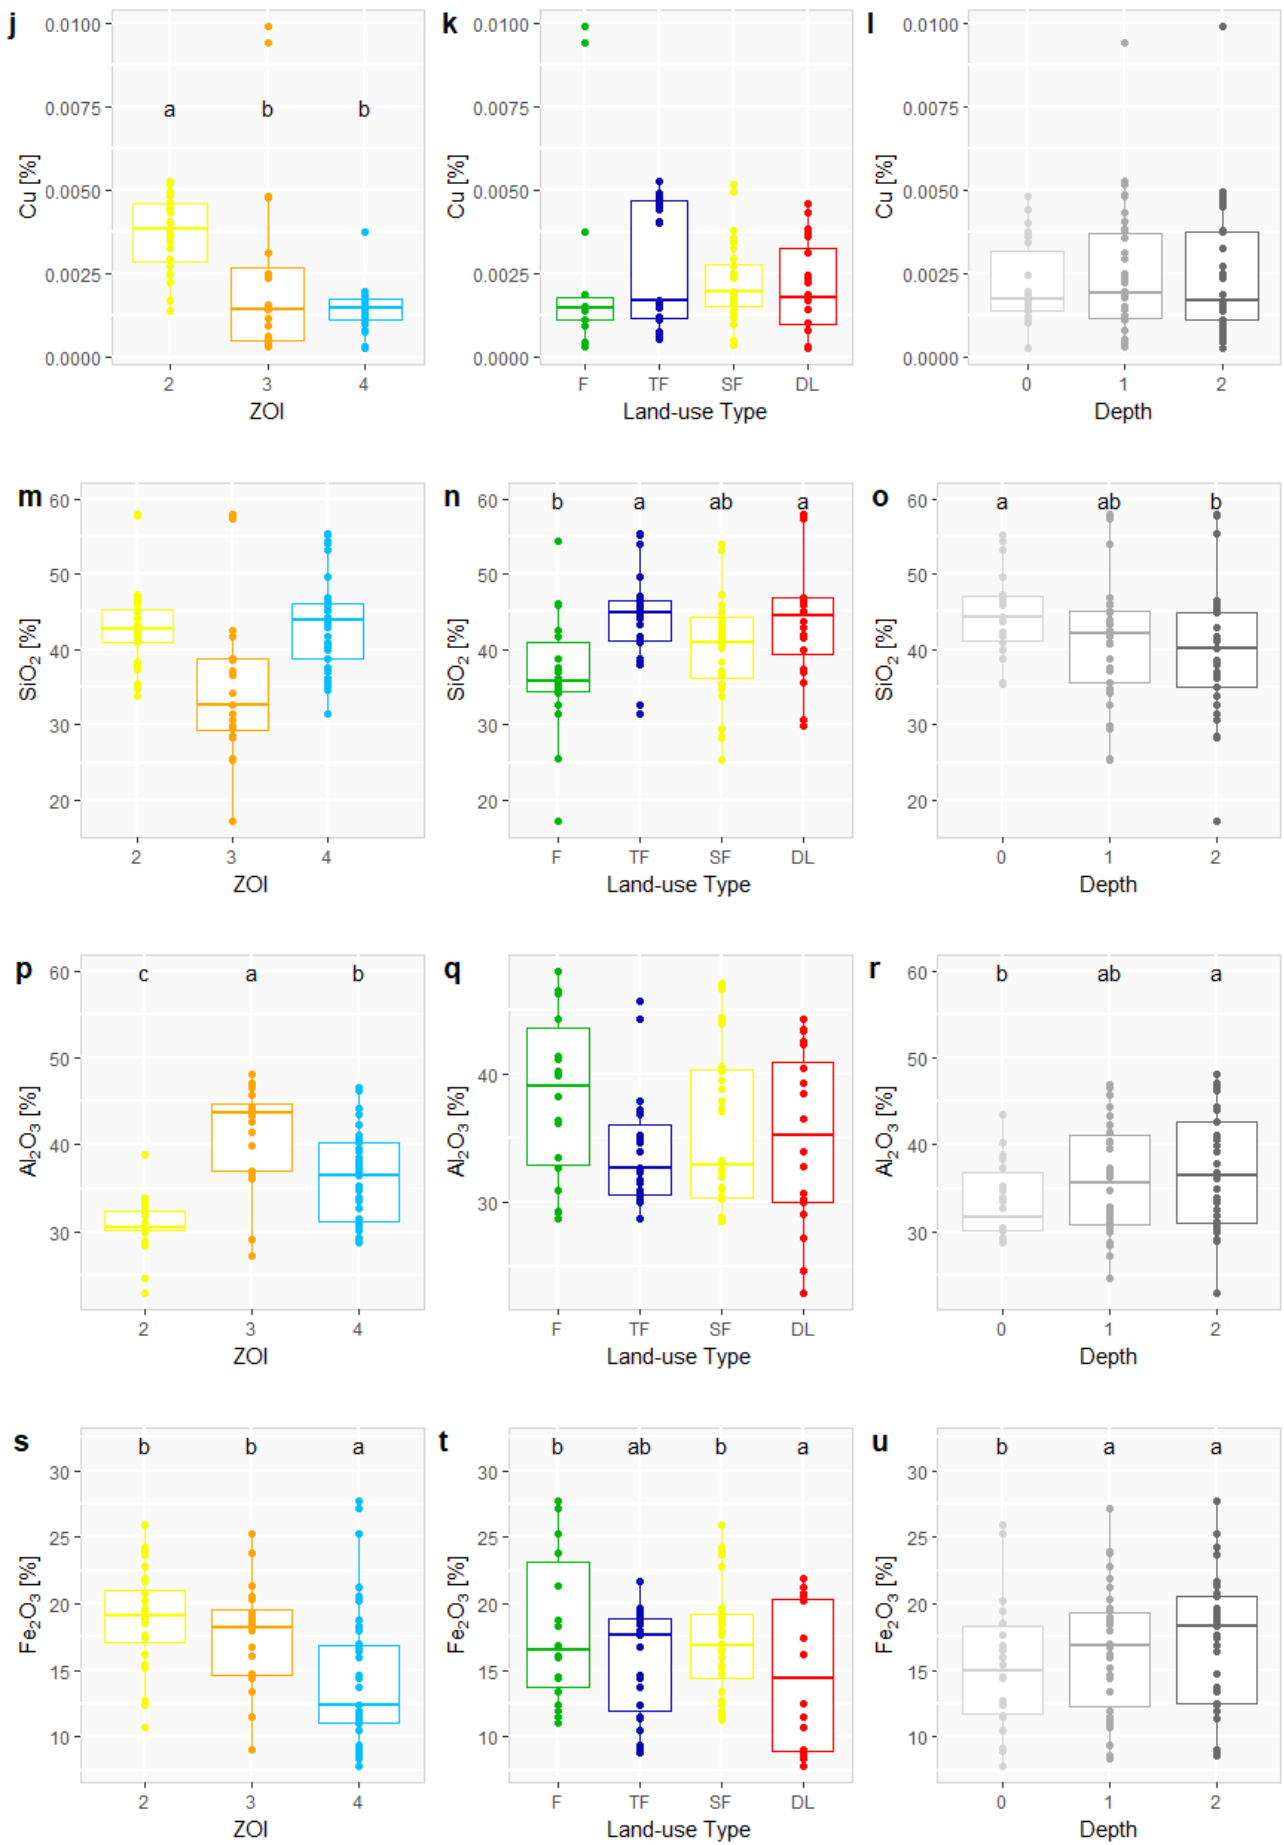 j k l
0.0100 0.0100 0.0100
a b b
0.0075 0.0075 0.0075
Cu [%] Cu [%] Cu [%]
0.0050 0.0050 0.0050
0.0025 0.0025 0.0025
0.0000 0.0000 0.0000
2 3 4 F TF SF DL 0 1 2
ZOI Land-use Type Depth
m n o
60 60 60
b a ab a a ab b
50 50 50
SiO₂ [%] SiO₂ [%] SiO₂ [%]
40 40 40
30 30 30
20 20 20
2 3 4 F TF SF DL 0 1 2
ZOI Land-use Type Depth
p q r
60 60
c a b b ab a
50 50
Al₂O₃ [%] Al₂O₃ [%] Al₂O₃ [%]
40 40 40
30 30 30
2 3 4 F TF SF DL 0 1 2
ZOI Land-use Type Depth
s t u
b b a b ab b a b a a
30 30 30
25 25 25
Fe₂O₃ [%] Fe₂O₃ [%] Fe₂O₃ [%]
20 20 20
15 15 15
10 10 10
2 3 4 F TF SF DL 0 1 2
ZOI Land-use Type Depth